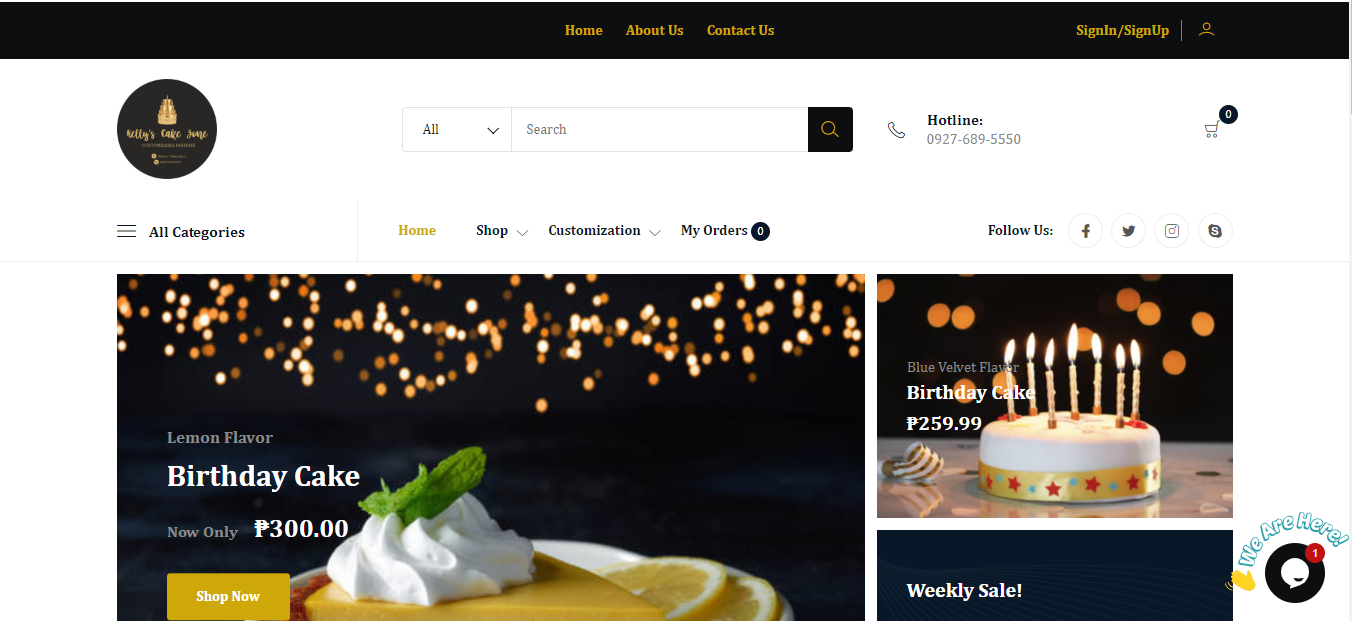 Home About Us Contact Us SignIn/SignUp
Kelly's Cake Zone
CUSTOMIZABLE PASTRIES
All Search
Hotline:
0927-689-5550
0
All Categories Home Shop Customization My Orders 0 Follow Us:
Lemon Flavor
Birthday Cake
Now Only ₱300.00
Shop Now
Blue Velvet Flavor
Birthday Cake
₱259.99
Weekly Sale!
We Are Here!
1